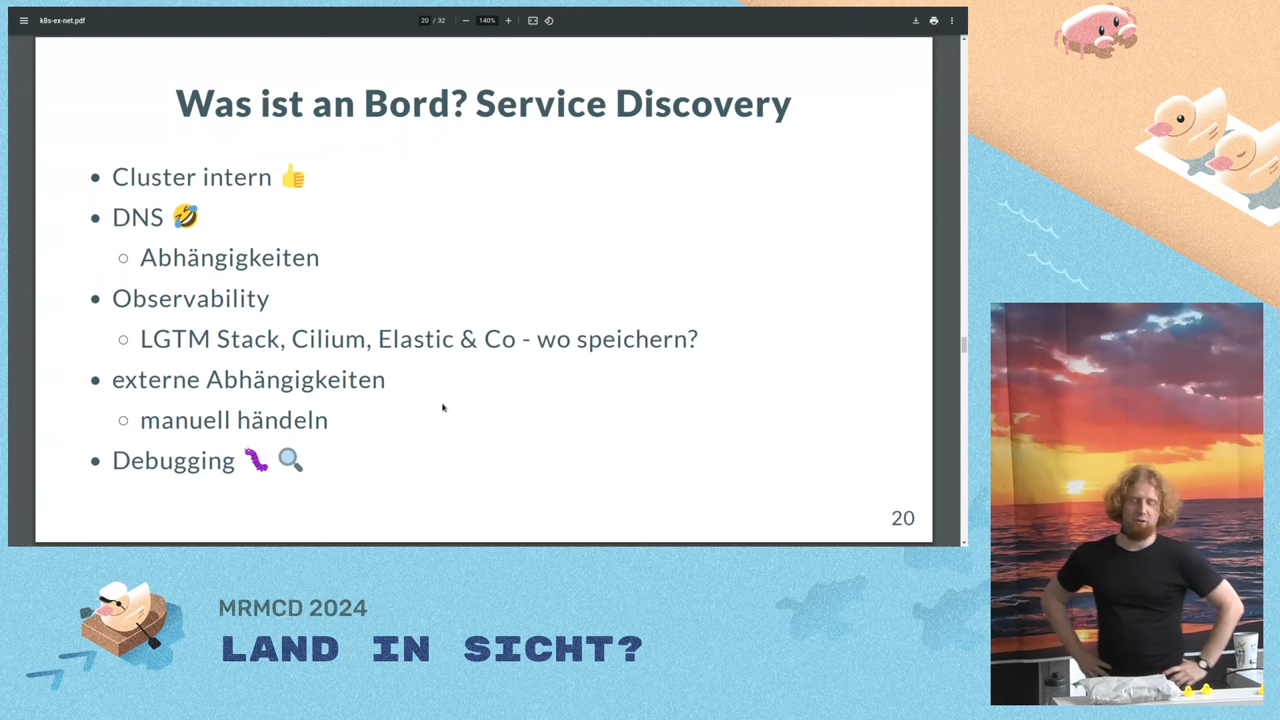 k8s-ex-net.pdf
20 / 32
140%
Was ist an Bord? Service Discovery
Cluster intern 👍
DNS 🤣
Abhängigkeiten
Observability
LGTM Stack, Cilium, Elastic & Co - wo speichern?
externe Abhängigkeiten
manuell händeln
Debugging 🐛 🔍
20
MRMCD 2024
LAND IN SICHT?